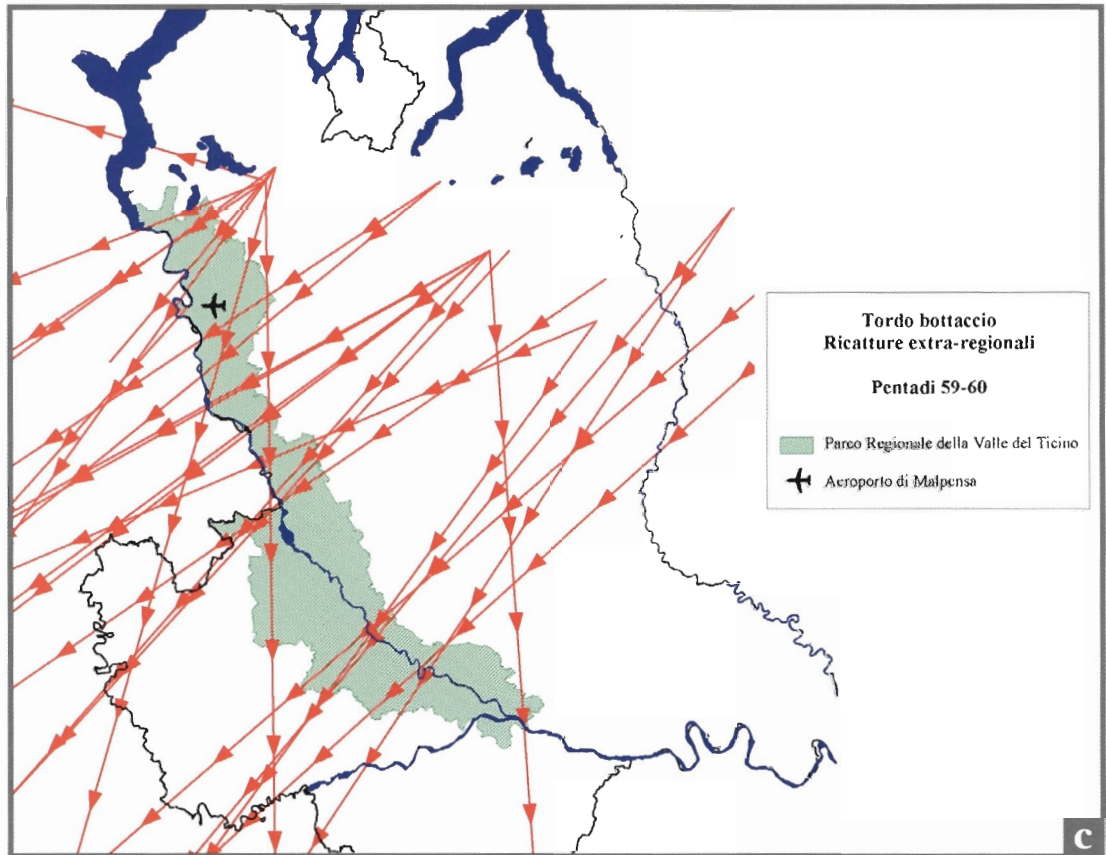 Tordo bottaccio
Ricatture extra-regionali
Pentadi 59-60
Parco Regionale della Valle del Ticino
Aeroporto di Malpensa
c